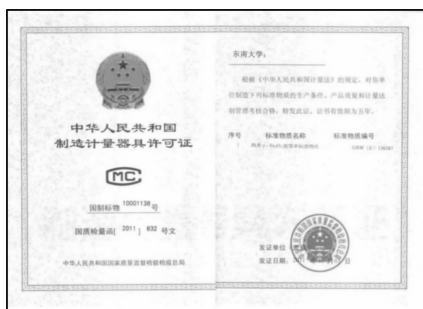 中华人民共和国
制造计量器具许可证
MC
国制标物 10001138 号
国质检量函[ 2011 ] 632 号文
中华人民共和国国家质量监督检验检疫总局
东南大学:
根据《中华人民共和国计量法》的规定,对你单
位制造下列标准物质的生产条件、产品质量和计量法
制管理考核合格,特发此证。证书有效期为五年。
序号 标准物质名称 标准物质编号
1
发证单位
发证日期: